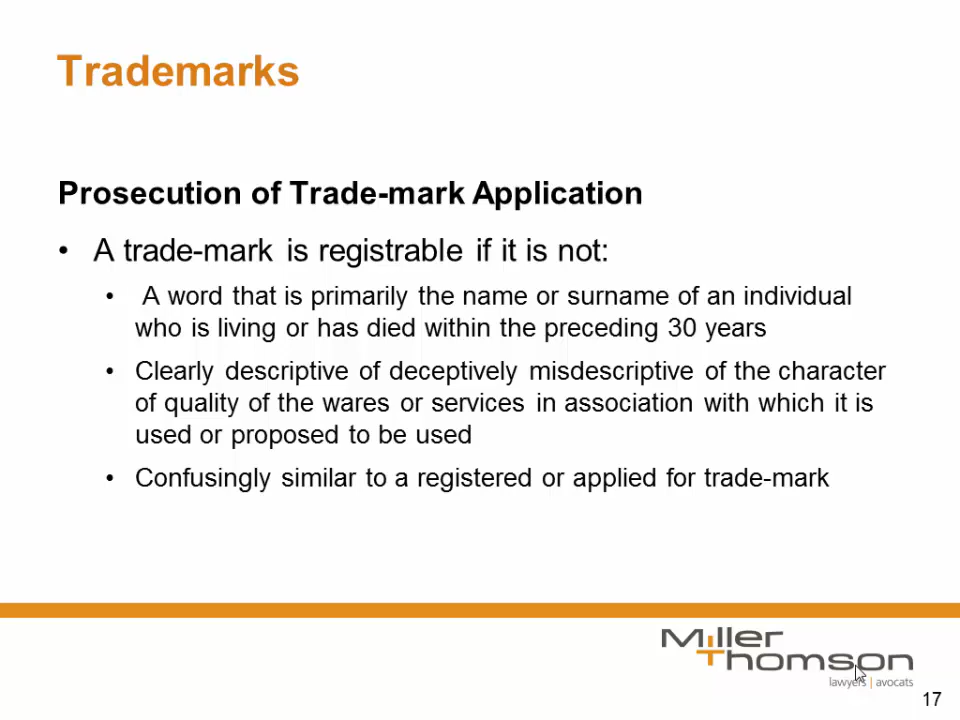 Trademarks
Prosecution of Trade-mark Application
• A trade-mark is registrable if it is not:
• A word that is primarily the name or surname of an individual
who is living or has died within the preceding 30 years
• Clearly descriptive of deceptively misdescriptive of the character
of quality of the wares or services in association with which it is
used or proposed to be used
• Confusingly similar to a registered or applied for trade-mark
Miller
Thomson
lawyers | avocats
17